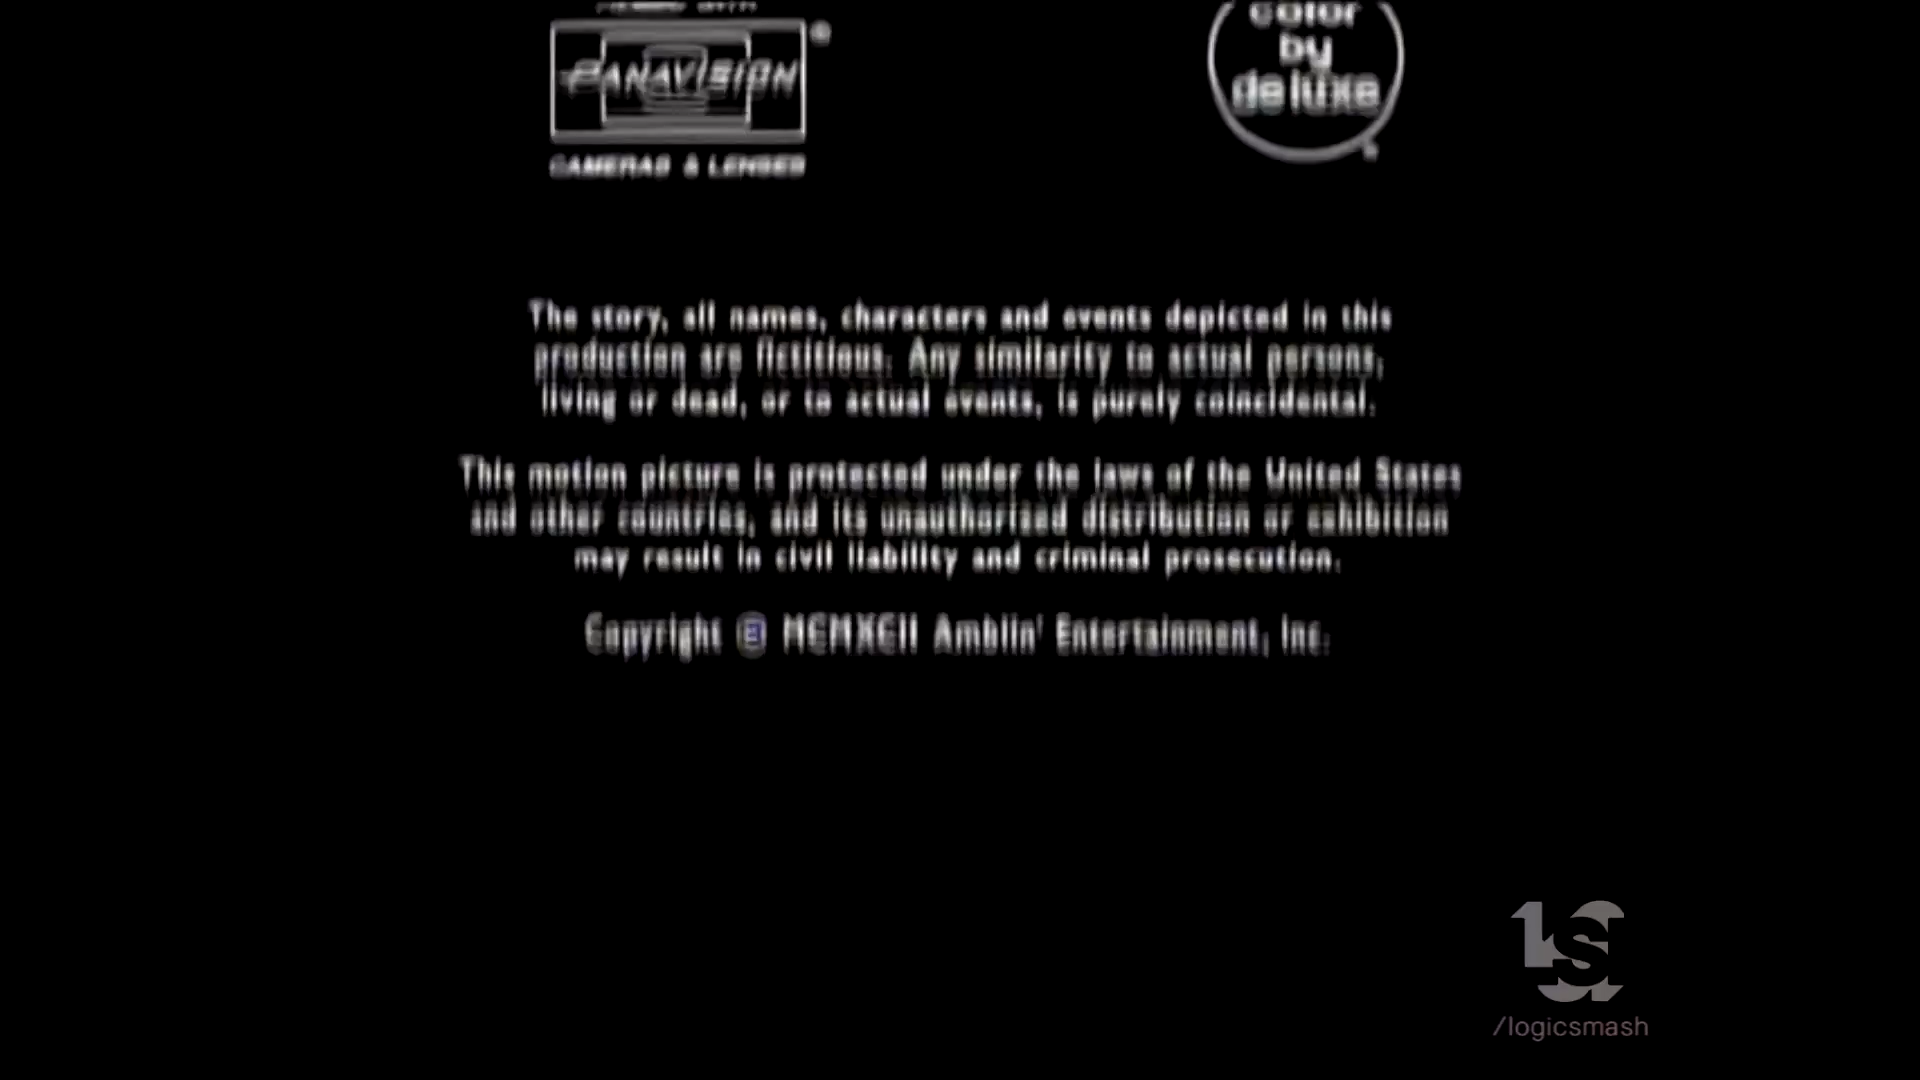 PANAVISION ®
CAMERAS & LENSES
color
by
deluxe
The story, all names, characters and events depicted in this
production are fictitious. Any similarity to actual persons,
living or dead, or to actual events, is purely coincidental.
This motion picture is protected under the laws of the United States
and other countries, and its unauthorized distribution or exhibition
may result in civil liability and criminal prosecution.
Copyright © MCMXCII Amblin' Entertainment, Inc.
/logicsmash